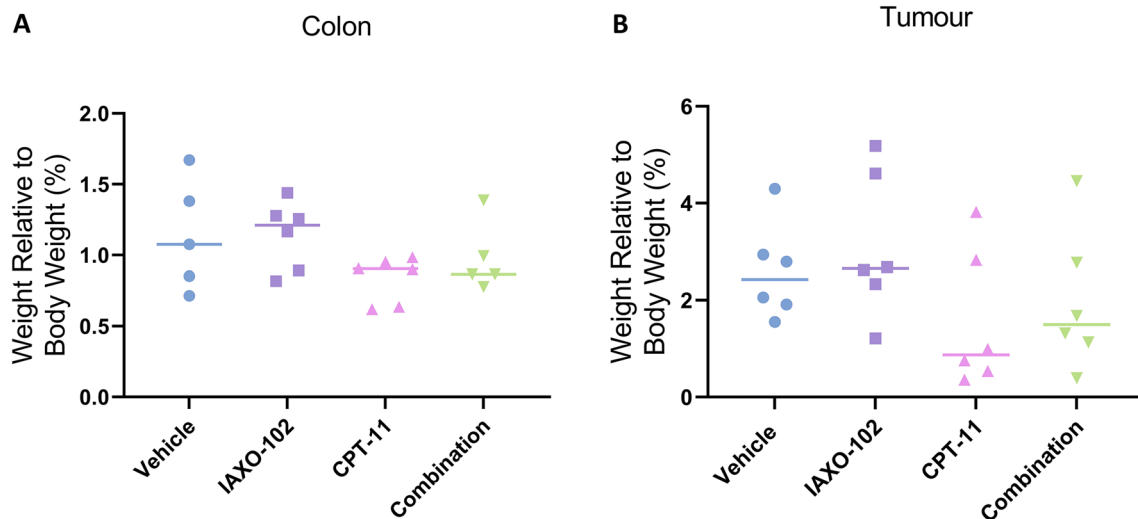 A
Colon
Weight Relative to
Body Weight (%)
2.0
1.5
1.0
0.5
0.0
Vehicle
IAXO-102
CPT-11
Combination
B
Tumour
Weight Relative to
Body Weight (%)
6
4
2
0
Vehicle
IAXO-102
CPT-11
Combination